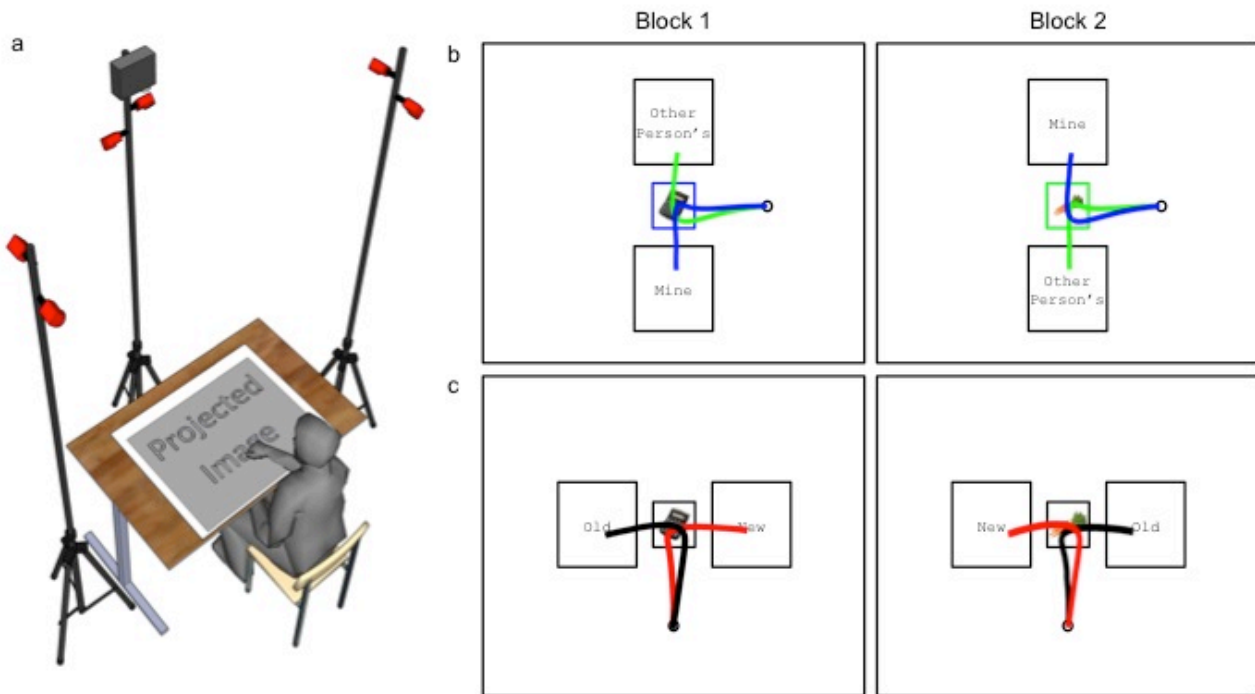 Block 1
Block 2
a
Projected
Image
b
Other
Person's
Mine
Mine
Other
Person's
c
Old
New
New
Old